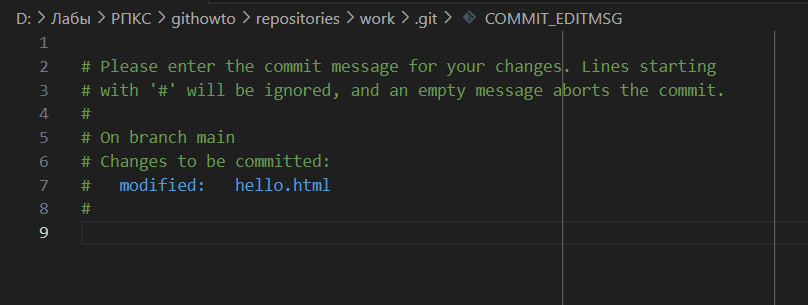 D: > Лабы > РПКС > githowto > repositories > work > .git > COMMIT_EDITMSG
1
2 # Please enter the commit message for your changes. Lines starting
3 # with '#' will be ignored, and an empty message aborts the commit.
4 #
5 # On branch main
6 # Changes to be committed:
7 #   modified:   hello.html
8 #
9